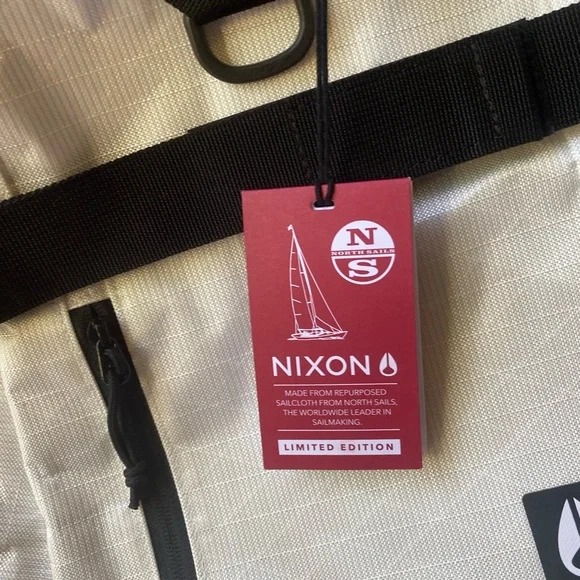 N
NORTH SAILS
S
NIXON
MADE FROM REPURPOSED
SAILCLOTH FROM NORTH SAILS,
THE WORLDWIDE LEADER IN
SAILMAKING.
LIMITED EDITION